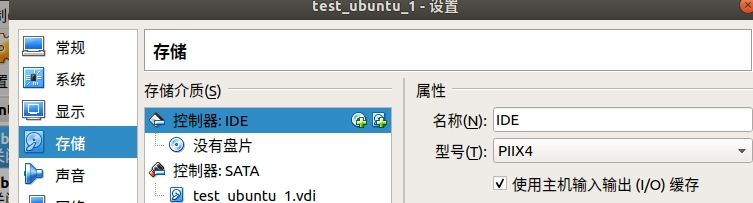 test_ubuntu_1 - 设置
常规
系统
显示
存储
声音
存储
存储介质(S)
控制器: IDE
没有盘片
控制器: SATA
test_ubuntu_1.vdi
属性
名称(N): IDE
型号(T): PIIX4
使用主机输入输出 (I/O) 缓存